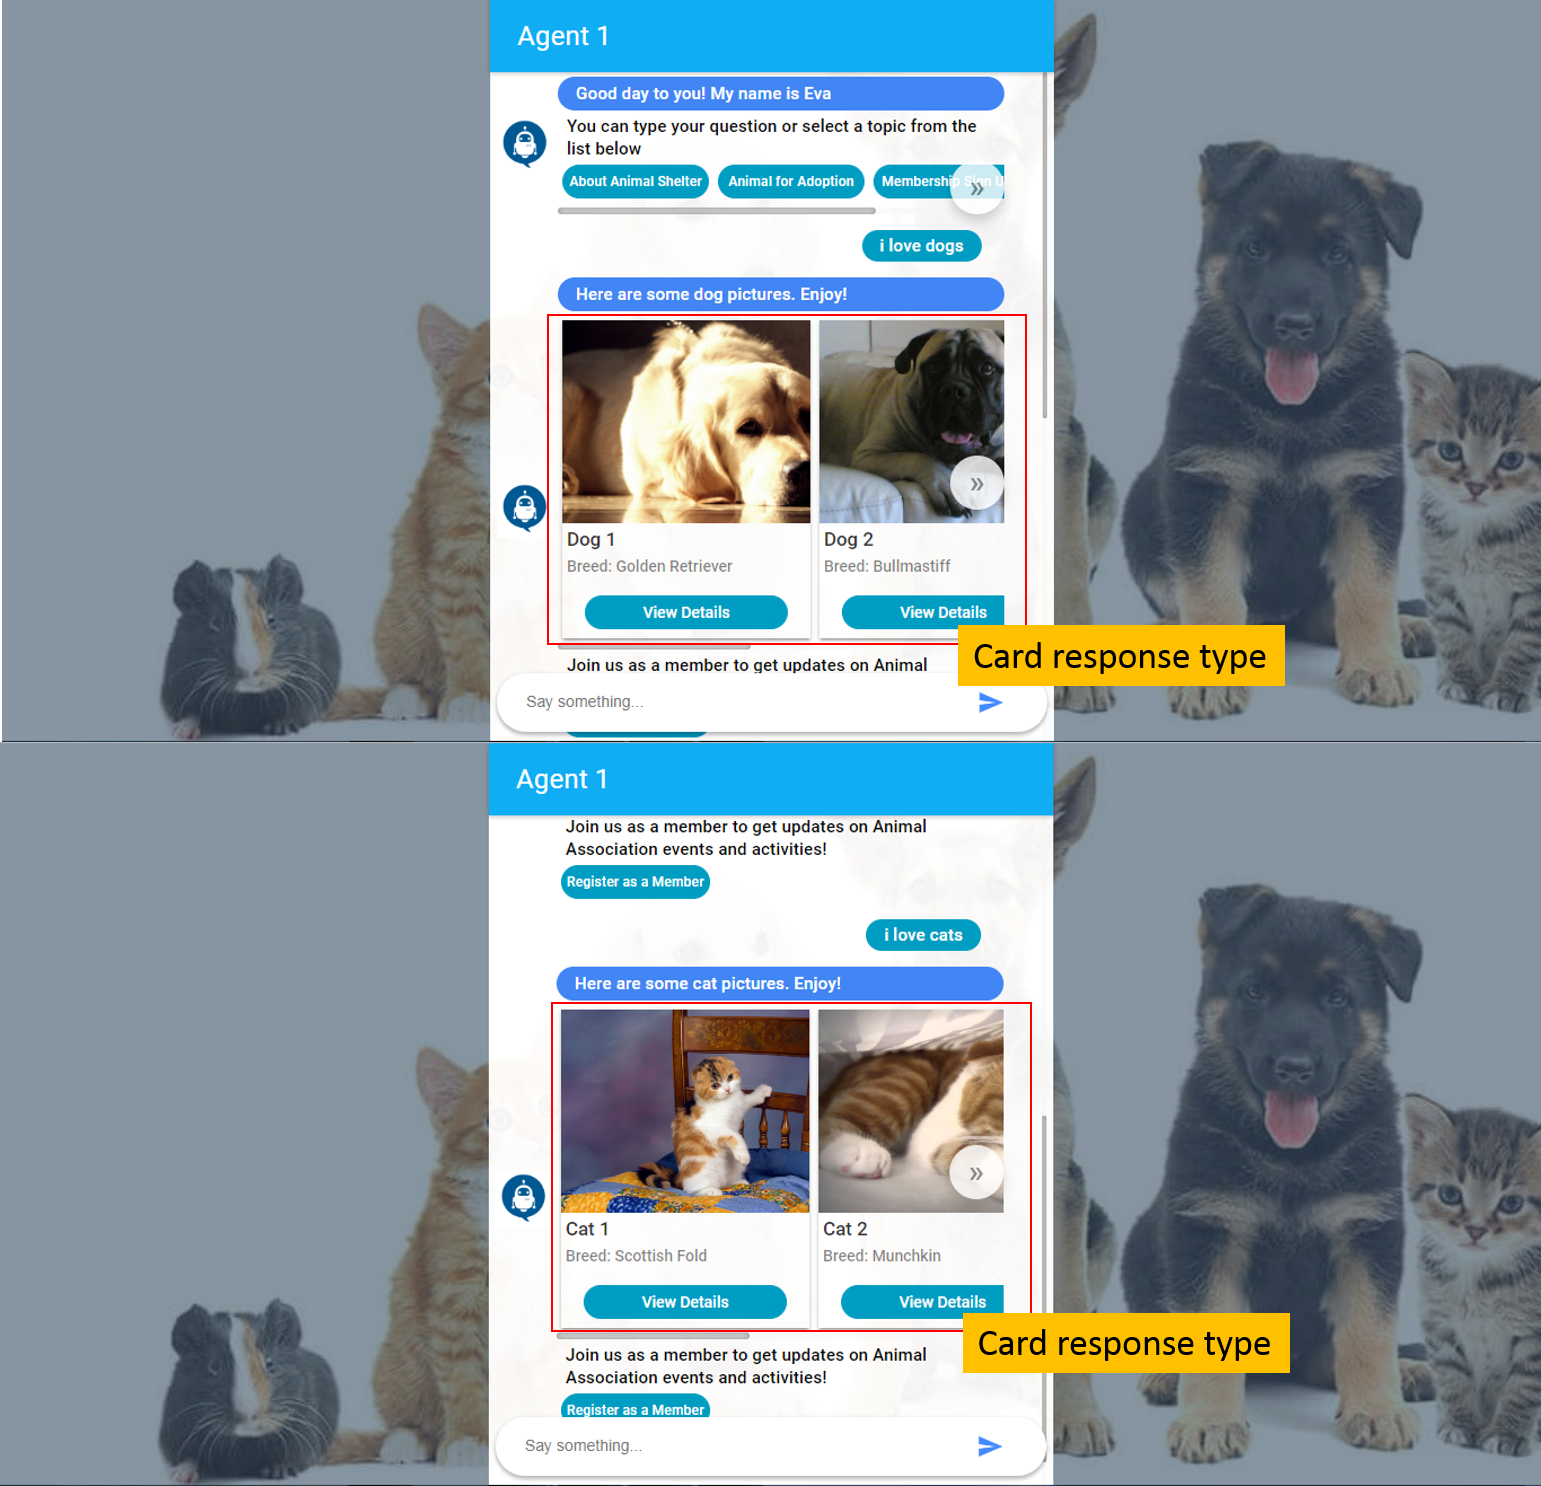 Agent 1
Good day to you! My name is Eva
You can type your question or select a topic from the
list below
About Animal Shelter
Animal for Adoption
Membership Sign U
»
i love dogs
Here are some dog pictures. Enjoy!
»
Dog 1
Dog 2
Breed: Golden Retriever
Breed: Bullmastiff
View Details
View Details
Card response type
Join us as a member to get updates on Animal
Say something...
Agent 1
Join us as a member to get updates on Animal
Association events and activities!
Register as a Member
i love cats
Here are some cat pictures. Enjoy!
»
Cat 1
Cat 2
Breed: Scottish Fold
Breed: Munchkin
View Details
View Details
Card response type
Join us as a member to get updates on Animal
Association events and activities!
Register as a Member
Say something...